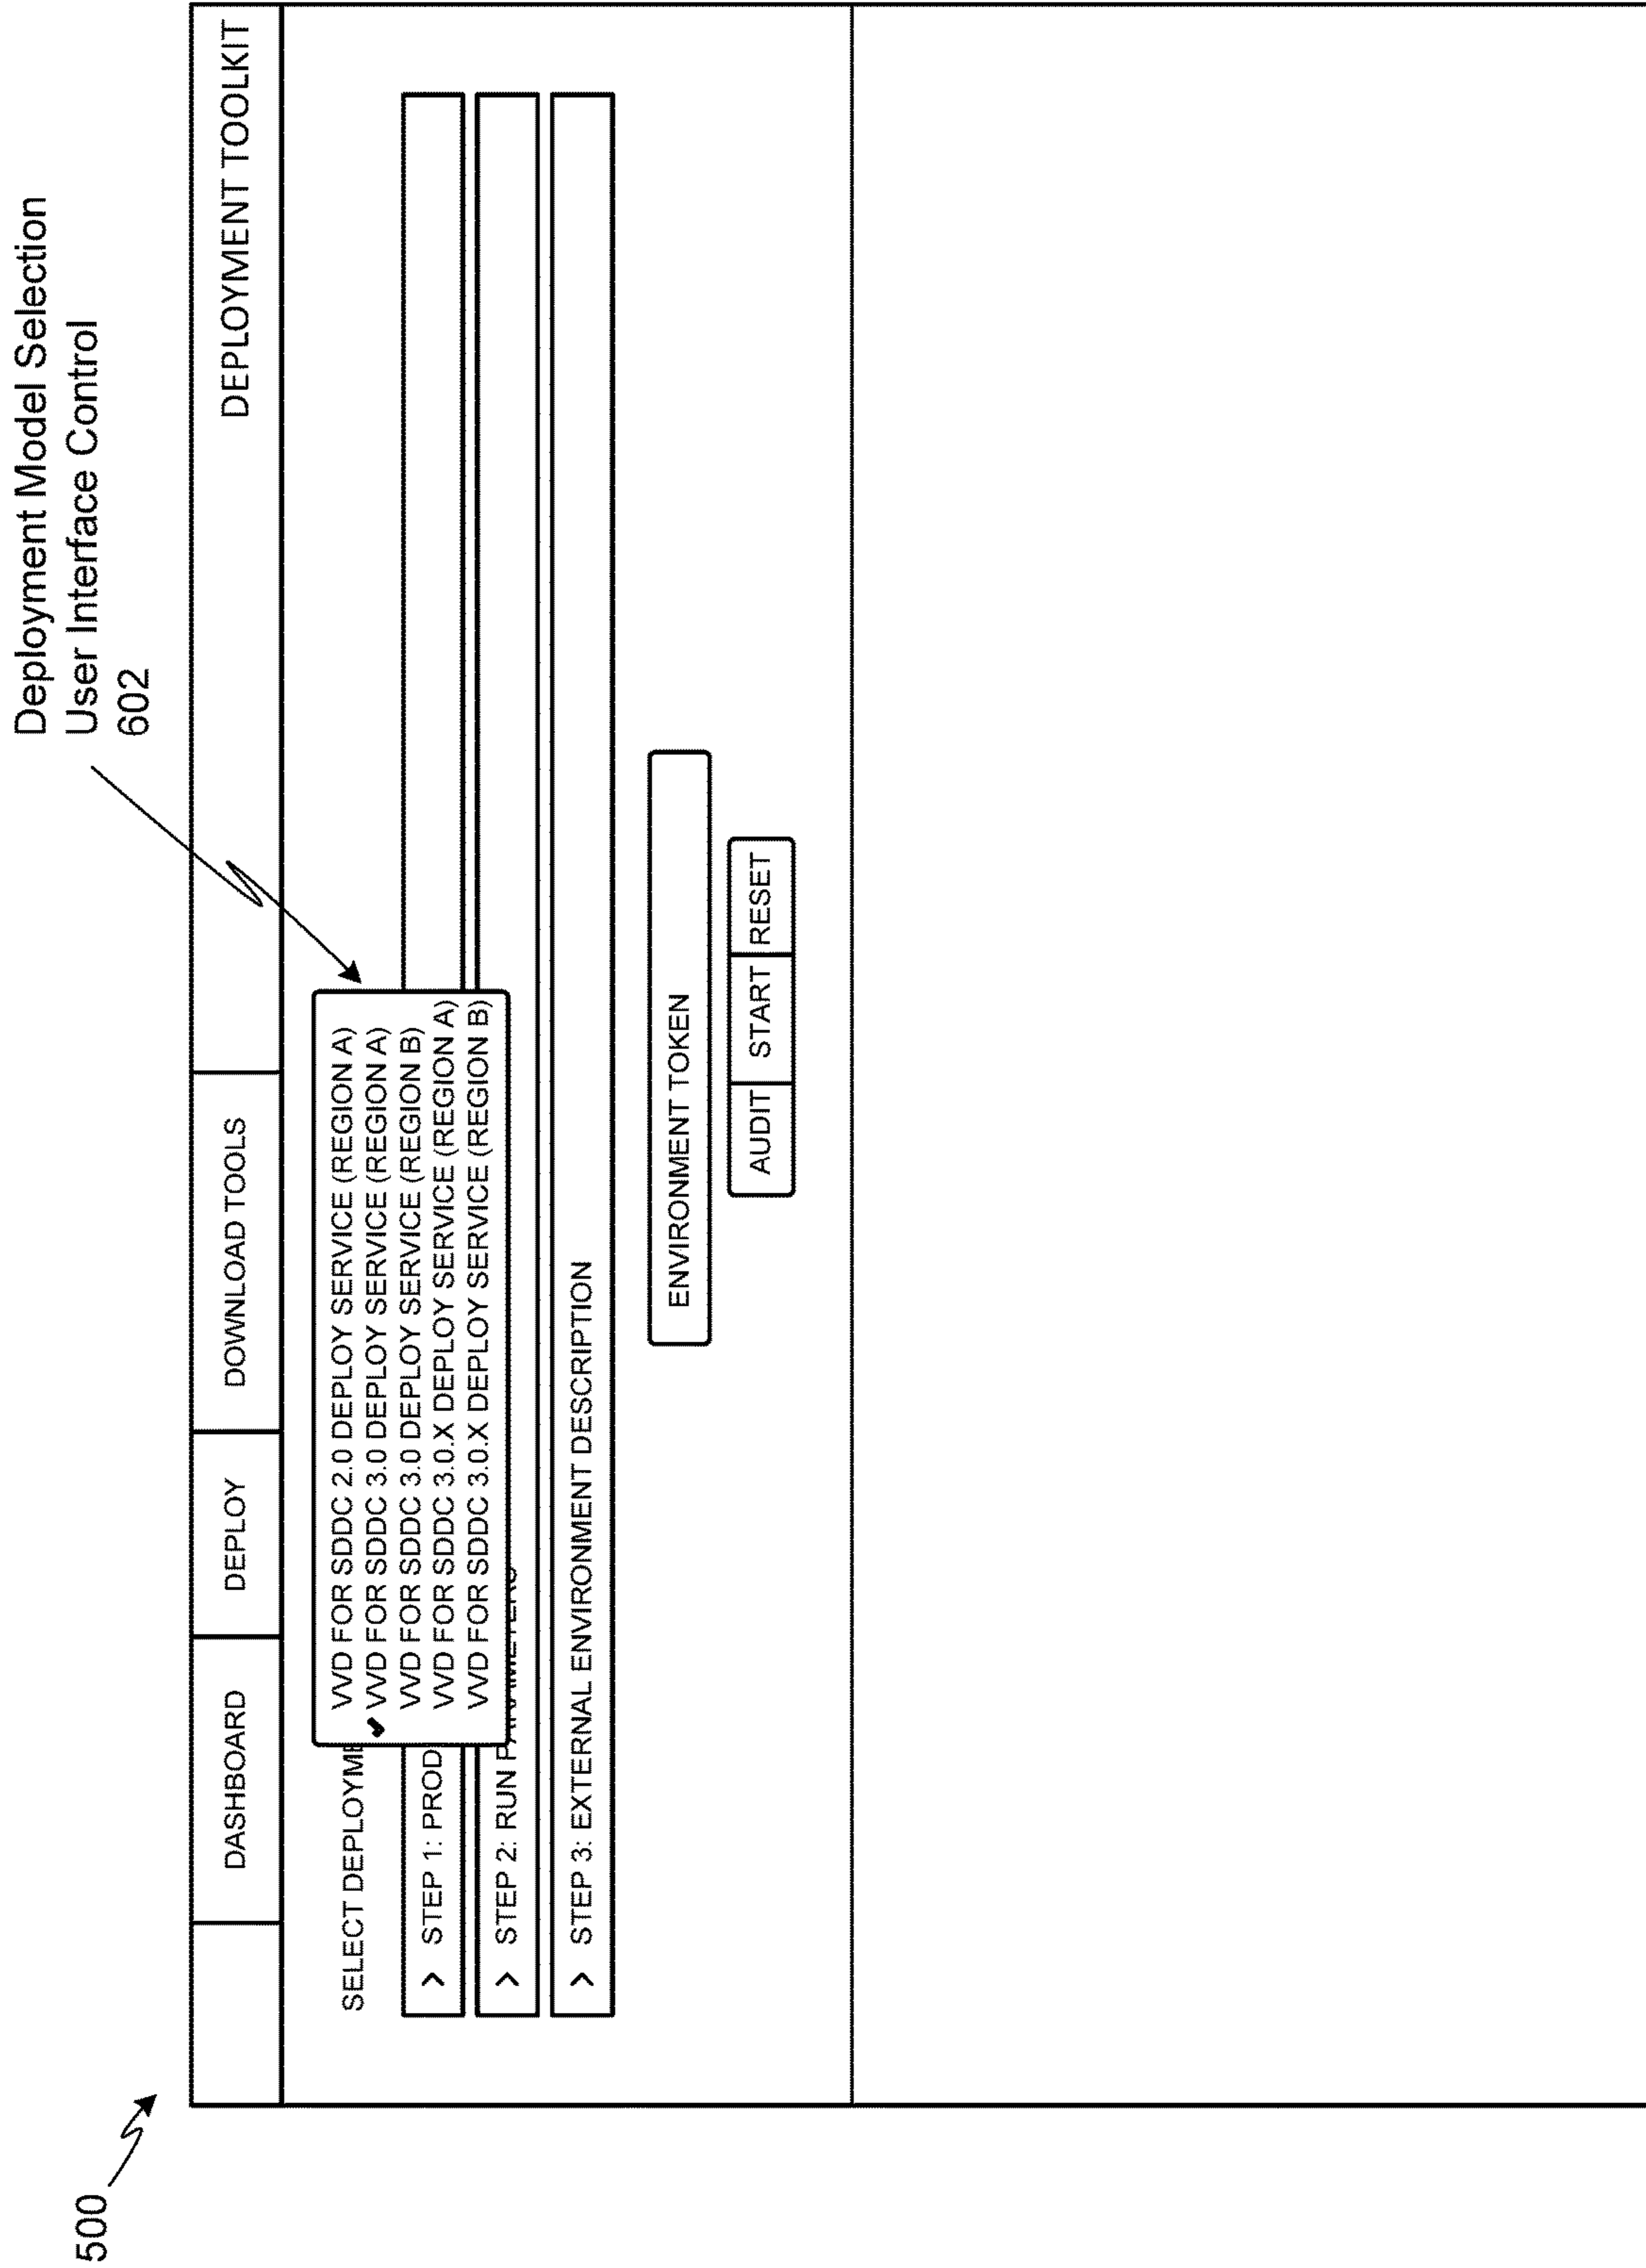 Deployment Model Selection
User Interface Control
602
500
DASHBOARD
DEPLOY
DOWNLOAD TOOLS
DEPLOYMENT TOOLKIT
SELECT DEPLOYME
VVD FOR SDDC 2.0 DEPLOY SERVICE (REGION A)
✔ VVD FOR SDDC 3.0 DEPLOY SERVICE (REGION A)
VVD FOR SDDC 3.0 DEPLOY SERVICE (REGION B)
VVD FOR SDDC 3.0.X DEPLOY SERVICE (REGION A)
VVD FOR SDDC 3.0.X DEPLOY SERVICE (REGION B)
> STEP 1: PROD
> STEP 2: RUN PARAMETERS
> STEP 3: EXTERNAL ENVIRONMENT DESCRIPTION
ENVIRONMENT TOKEN
AUDIT
START
RESET